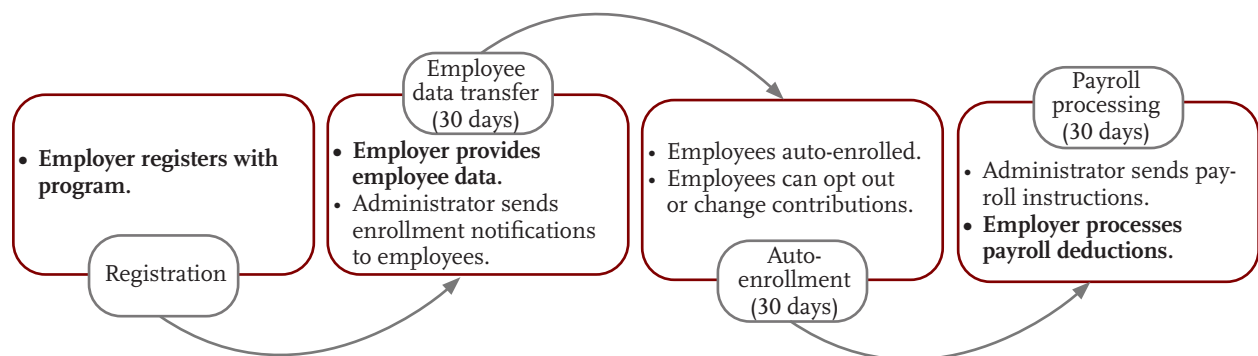 • Employer registers with
program.
Registration
Employee
data transfer
(30 days)
• Employer provides
employee data.
• Administrator sends
enrollment notifications
to employees.
• Employees auto-enrolled.
• Employees can opt out
or change contributions.
Auto-
enrollment
(30 days)
Payroll
processing
(30 days)
• Administrator sends pay-
roll instructions.
• Employer processes
payroll deductions.